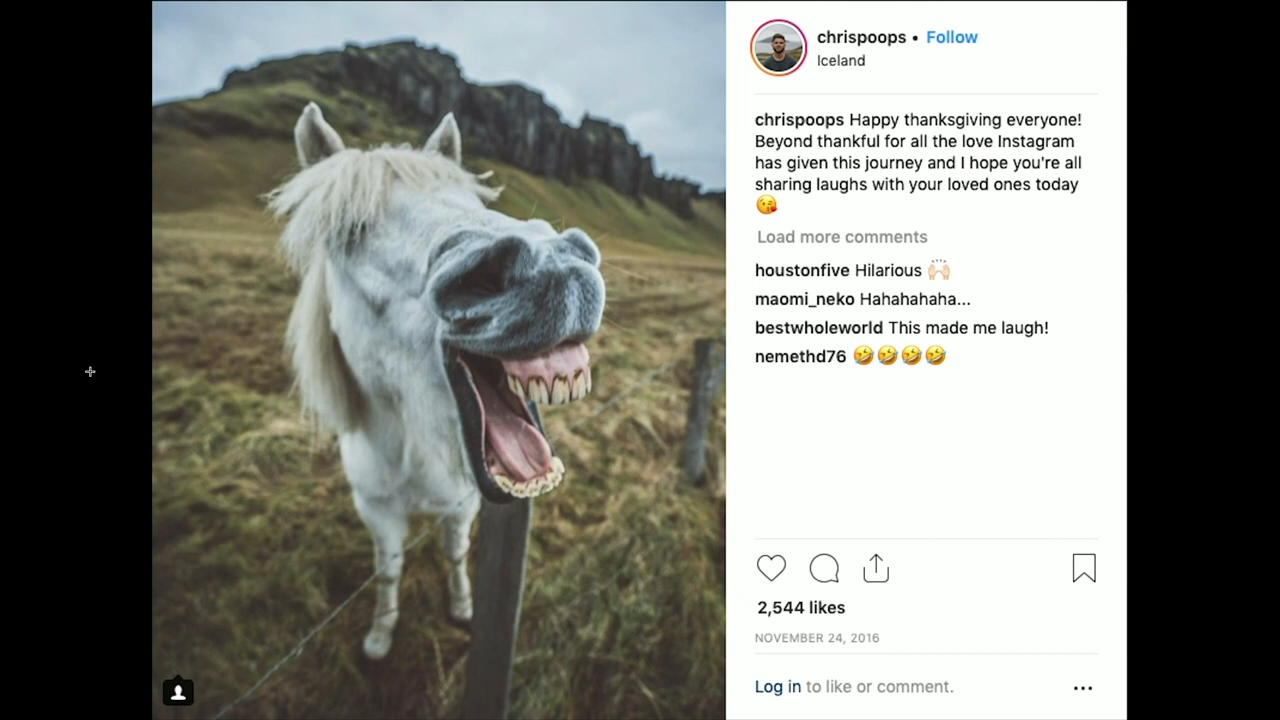 chrispoops • Follow
Iceland
chrispoops Happy thanksgiving everyone!
Beyond thankful for all the love Instagram
has given this journey and I hope you're all
sharing laughs with your loved ones today
😘
Load more comments
houstonfive Hilarious 🙌🏻
maomi_neko Hahahahaha...
bestwholeworld This made me laugh!
nemethd76 🤣🤣🤣🤣
2,544 likes
NOVEMBER 24, 2016
Log in to like or comment.